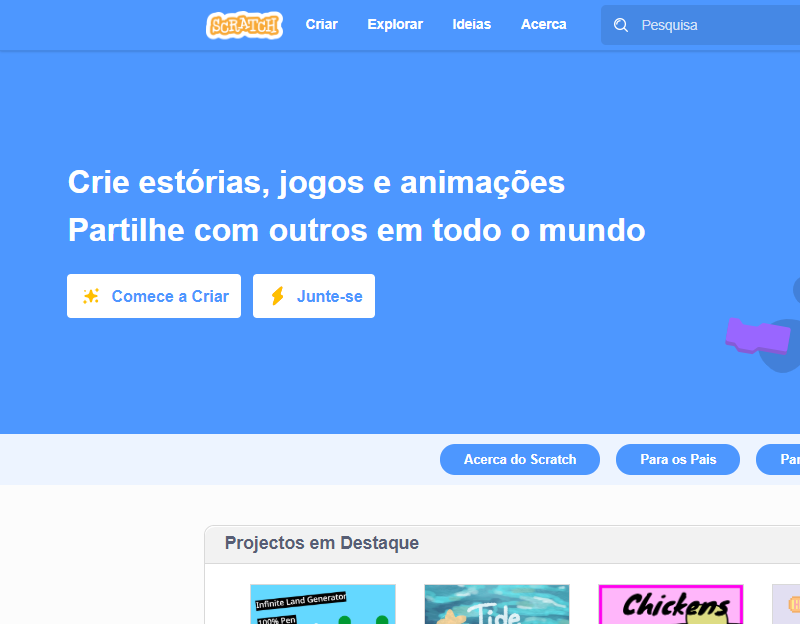 SCRATCH
Criar
Explorar
Ideias
Acerca
Pesquisa
Crie estórias, jogos e animações
Partilhe com outros em todo o mundo
Comece a Criar
Junte-se
Acerca do Scratch
Para os Pais
Projectos em Destaque
Infinite Land Generator
100% Pen
Tide
Chickens